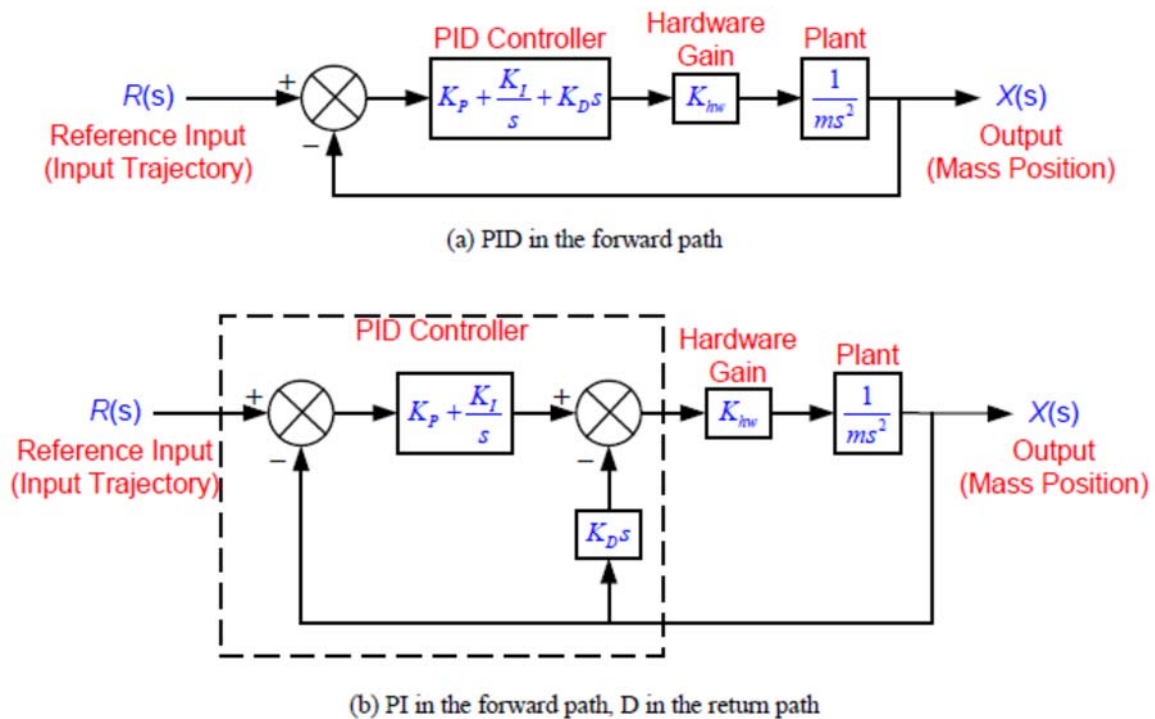 PID Controller
Hardware
Gain
Plant
R(s)
+
K_P + K_I/s + K_D s
K_hw
1/ms²
X(s)
Reference Input
(Input Trajectory)
−
Output
(Mass Position)
(a) PID in the forward path
PID Controller
Hardware
Gain
Plant
R(s)
+
K_P + K_I/s
+
K_hw
1/ms²
X(s)
Reference Input
(Input Trajectory)
−
−
Output
(Mass Position)
K_D s
(b) PI in the forward path, D in the return path